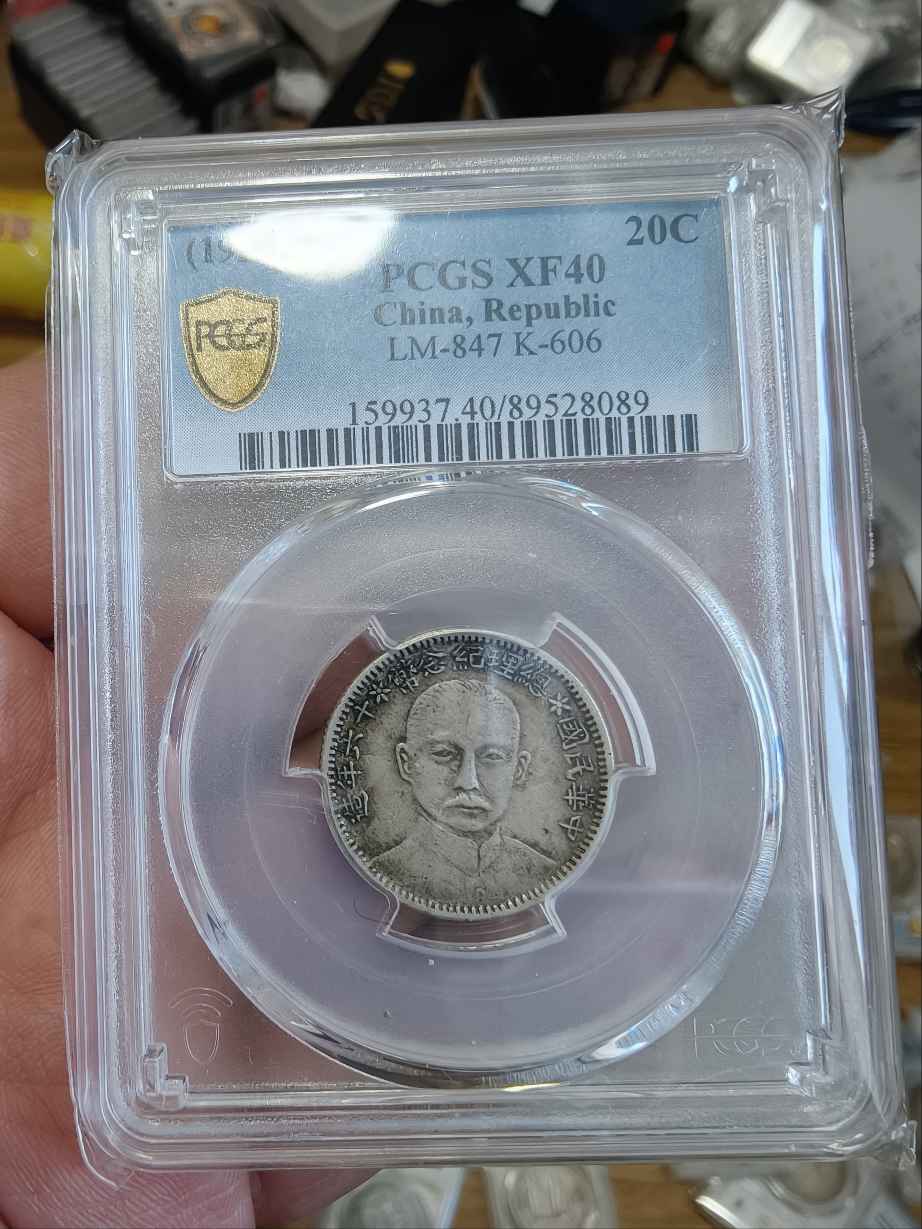 20C
PCGS XF40
China, Republic
LM-847 K-606
PCGS
159937.40/89528089
中華民國✻總理紀念幣✻十六年造
PCGS